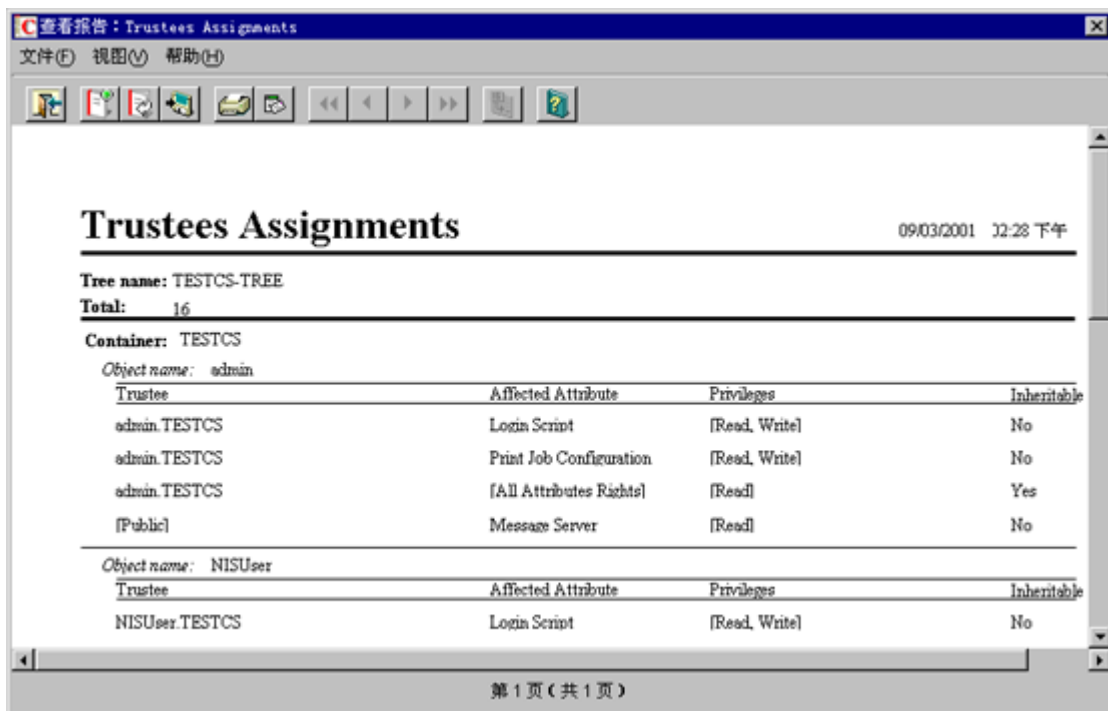 C 查看报告：Trustees Assignments
文件(F) 视图(V) 帮助(H)
Trustees Assignments 09/03/2001 02:28 下午
Tree name: TESTCS-TREE
Total: 16
Container: TESTCS
Object name: admin
Trustee Affected Attribute Privileges Inheritable
admin.TESTCS Login Script [Read, Write] No
admin.TESTCS Print Job Configuration [Read, Write] No
admin.TESTCS [All Attributes Rights] [Read] Yes
[Public] Message Server [Read] No
Object name: NISUser
Trustee Affected Attribute Privileges Inheritable
NISUser.TESTCS Login Script [Read, Write] No
第1页(共1页)